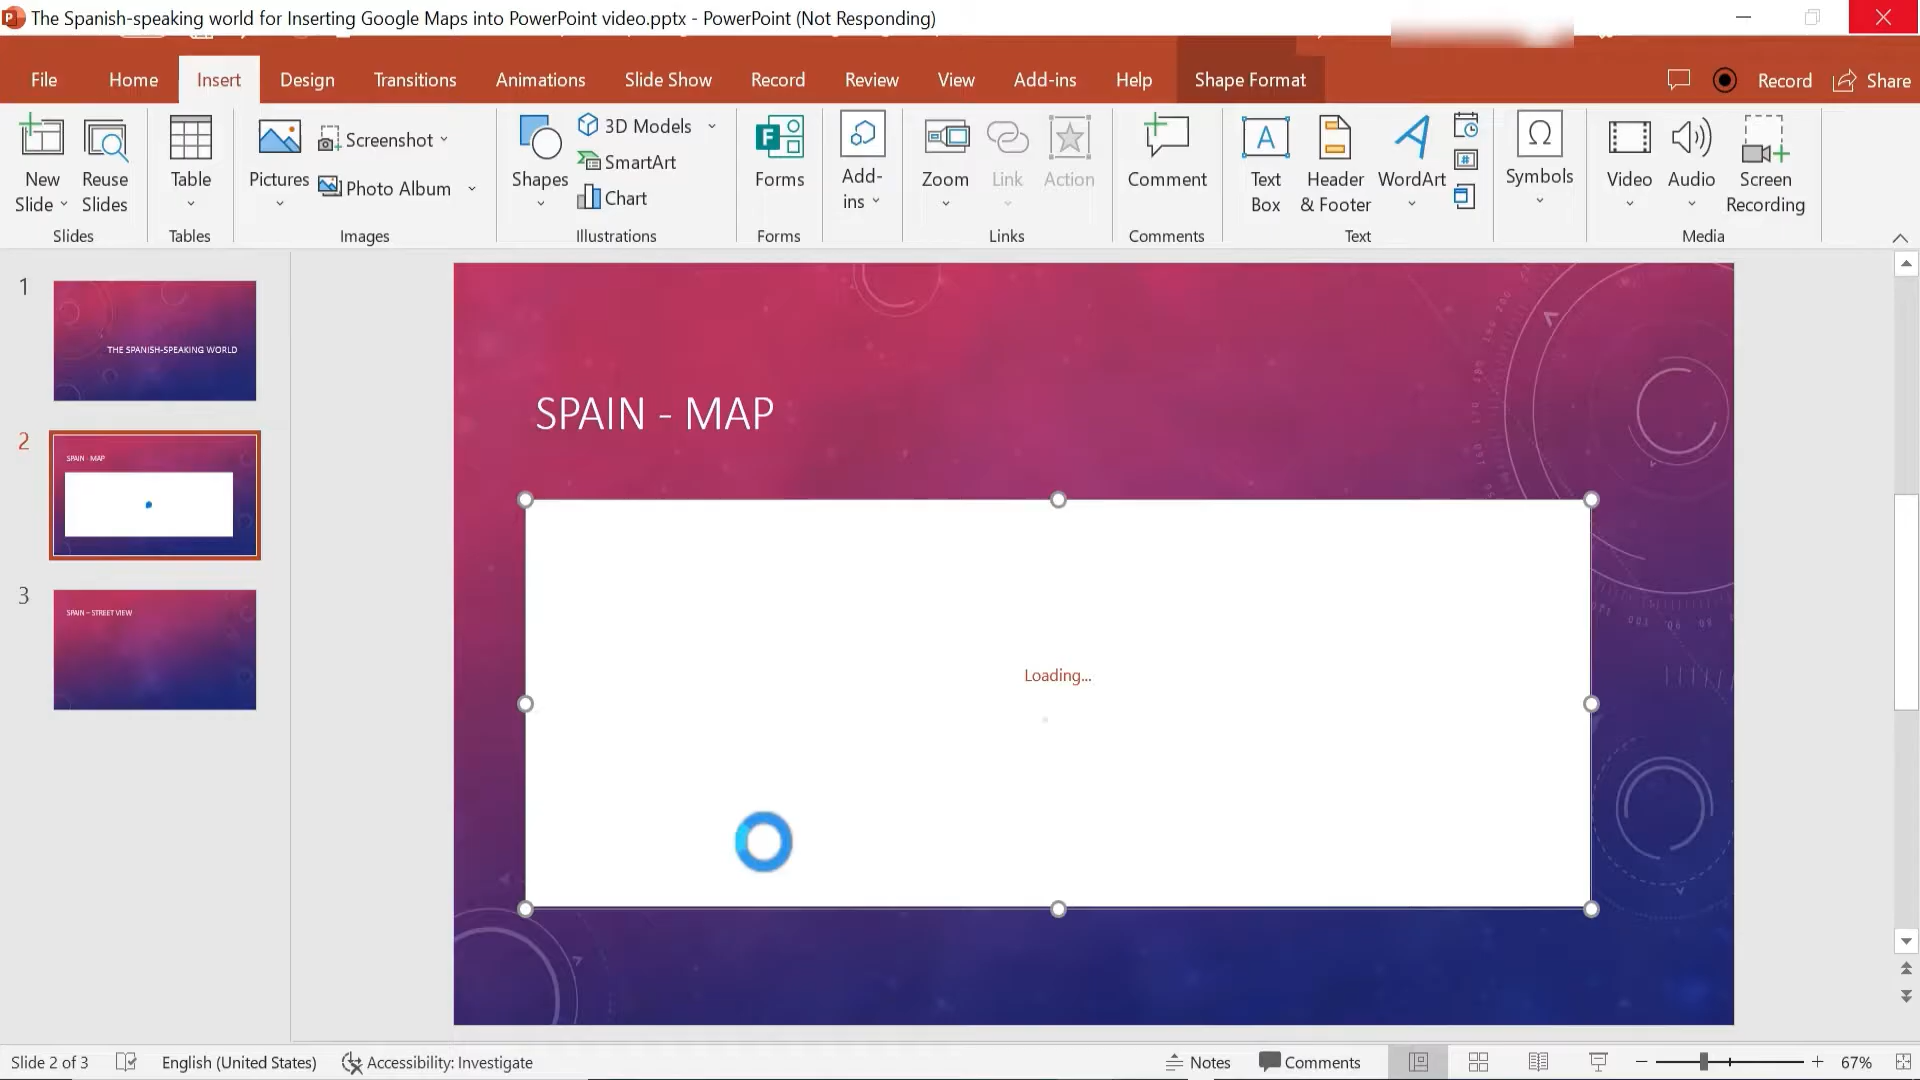 The Spanish-speaking world for Inserting Google Maps into PowerPoint video.pptx - PowerPoint (Not Responding)
File Home Insert Design Transitions Animations Slide Show Record Review View Add-ins Help Shape Format Record Share
New Slide
Reuse Slides
Slides
Table
Tables
Pictures
Screenshot
Photo Album
Images
Shapes
3D Models
SmartArt
Chart
Illustrations
Forms
Forms
Add-
ins
Zoom
Link
Action
Links
Comment
Comments
Text
Box
Header
& Footer
WordArt
Text
Symbols
Video
Audio
Screen
Recording
Media
1
THE SPANISH-SPEAKING WORLD
2
SPAIN - MAP
3
SPAIN – STREET VIEW
SPAIN - MAP
Loading...
Slide 2 of 3 English (United States) Accessibility: Investigate Notes Comments 67%